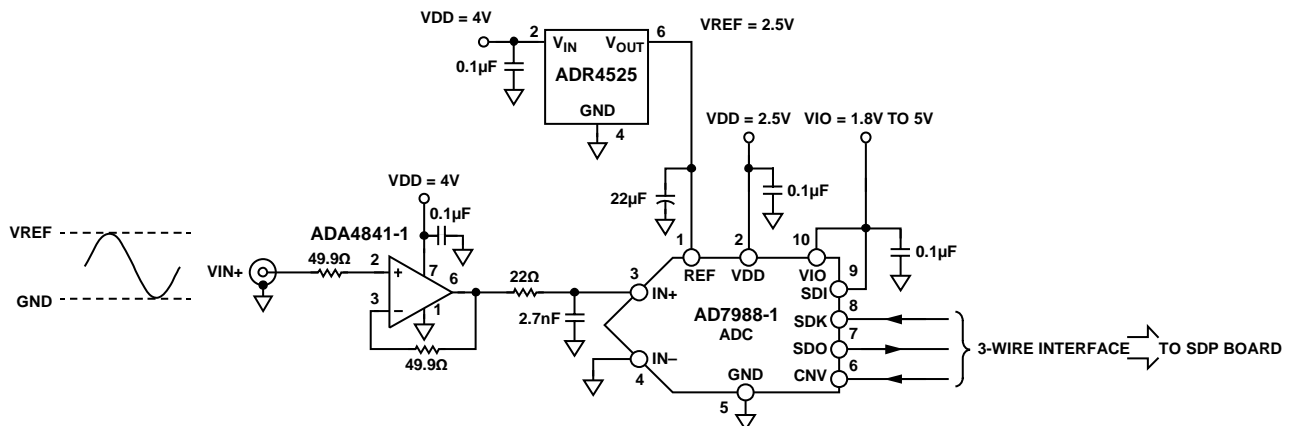 VDD = 4V
2
VIN
VOUT
6
VREF = 2.5V
0.1µF
ADR4525
GND
4
VDD = 2.5V
VIO = 1.8V TO 5V
22µF
0.1µF
0.1µF
VDD = 4V
0.1µF
ADA4841-1
VREF
GND
VIN+
49.9Ω
2
+
7
6
3
–
1
49.9Ω
22Ω
2.7nF
1
REF
2
VDD
10
VIO
9
SDI
3
IN+
AD7988-1
ADC
8
SDK
7
SDO
6
CNV
IN–
4
GND
5
3-WIRE INTERFACE
TO SDP BOARD